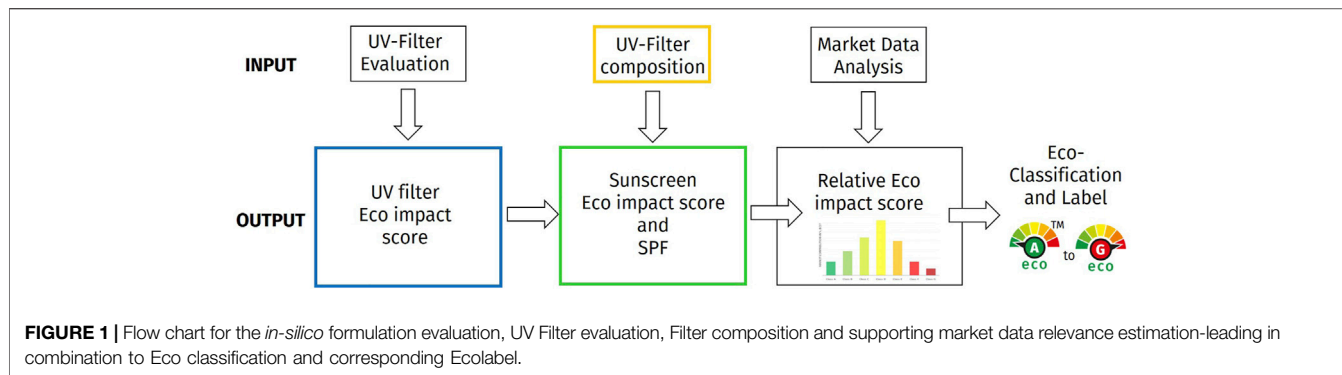 INPUT
UV-Filter
Evaluation
UV-Filter
composition
Market Data
Analysis
OUTPUT
UV filter
Eco impact
score
Sunscreen
Eco impact score
and
SPF
Relative Eco
impact score
Eco-
Classification
and Label
A TM
eco
to
G
eco
FIGURE 1 | Flow chart for the in-silico formulation evaluation, UV Filter evaluation, Filter composition and supporting market data relevance estimation-leading in
combination to Eco classification and corresponding Ecolabel.